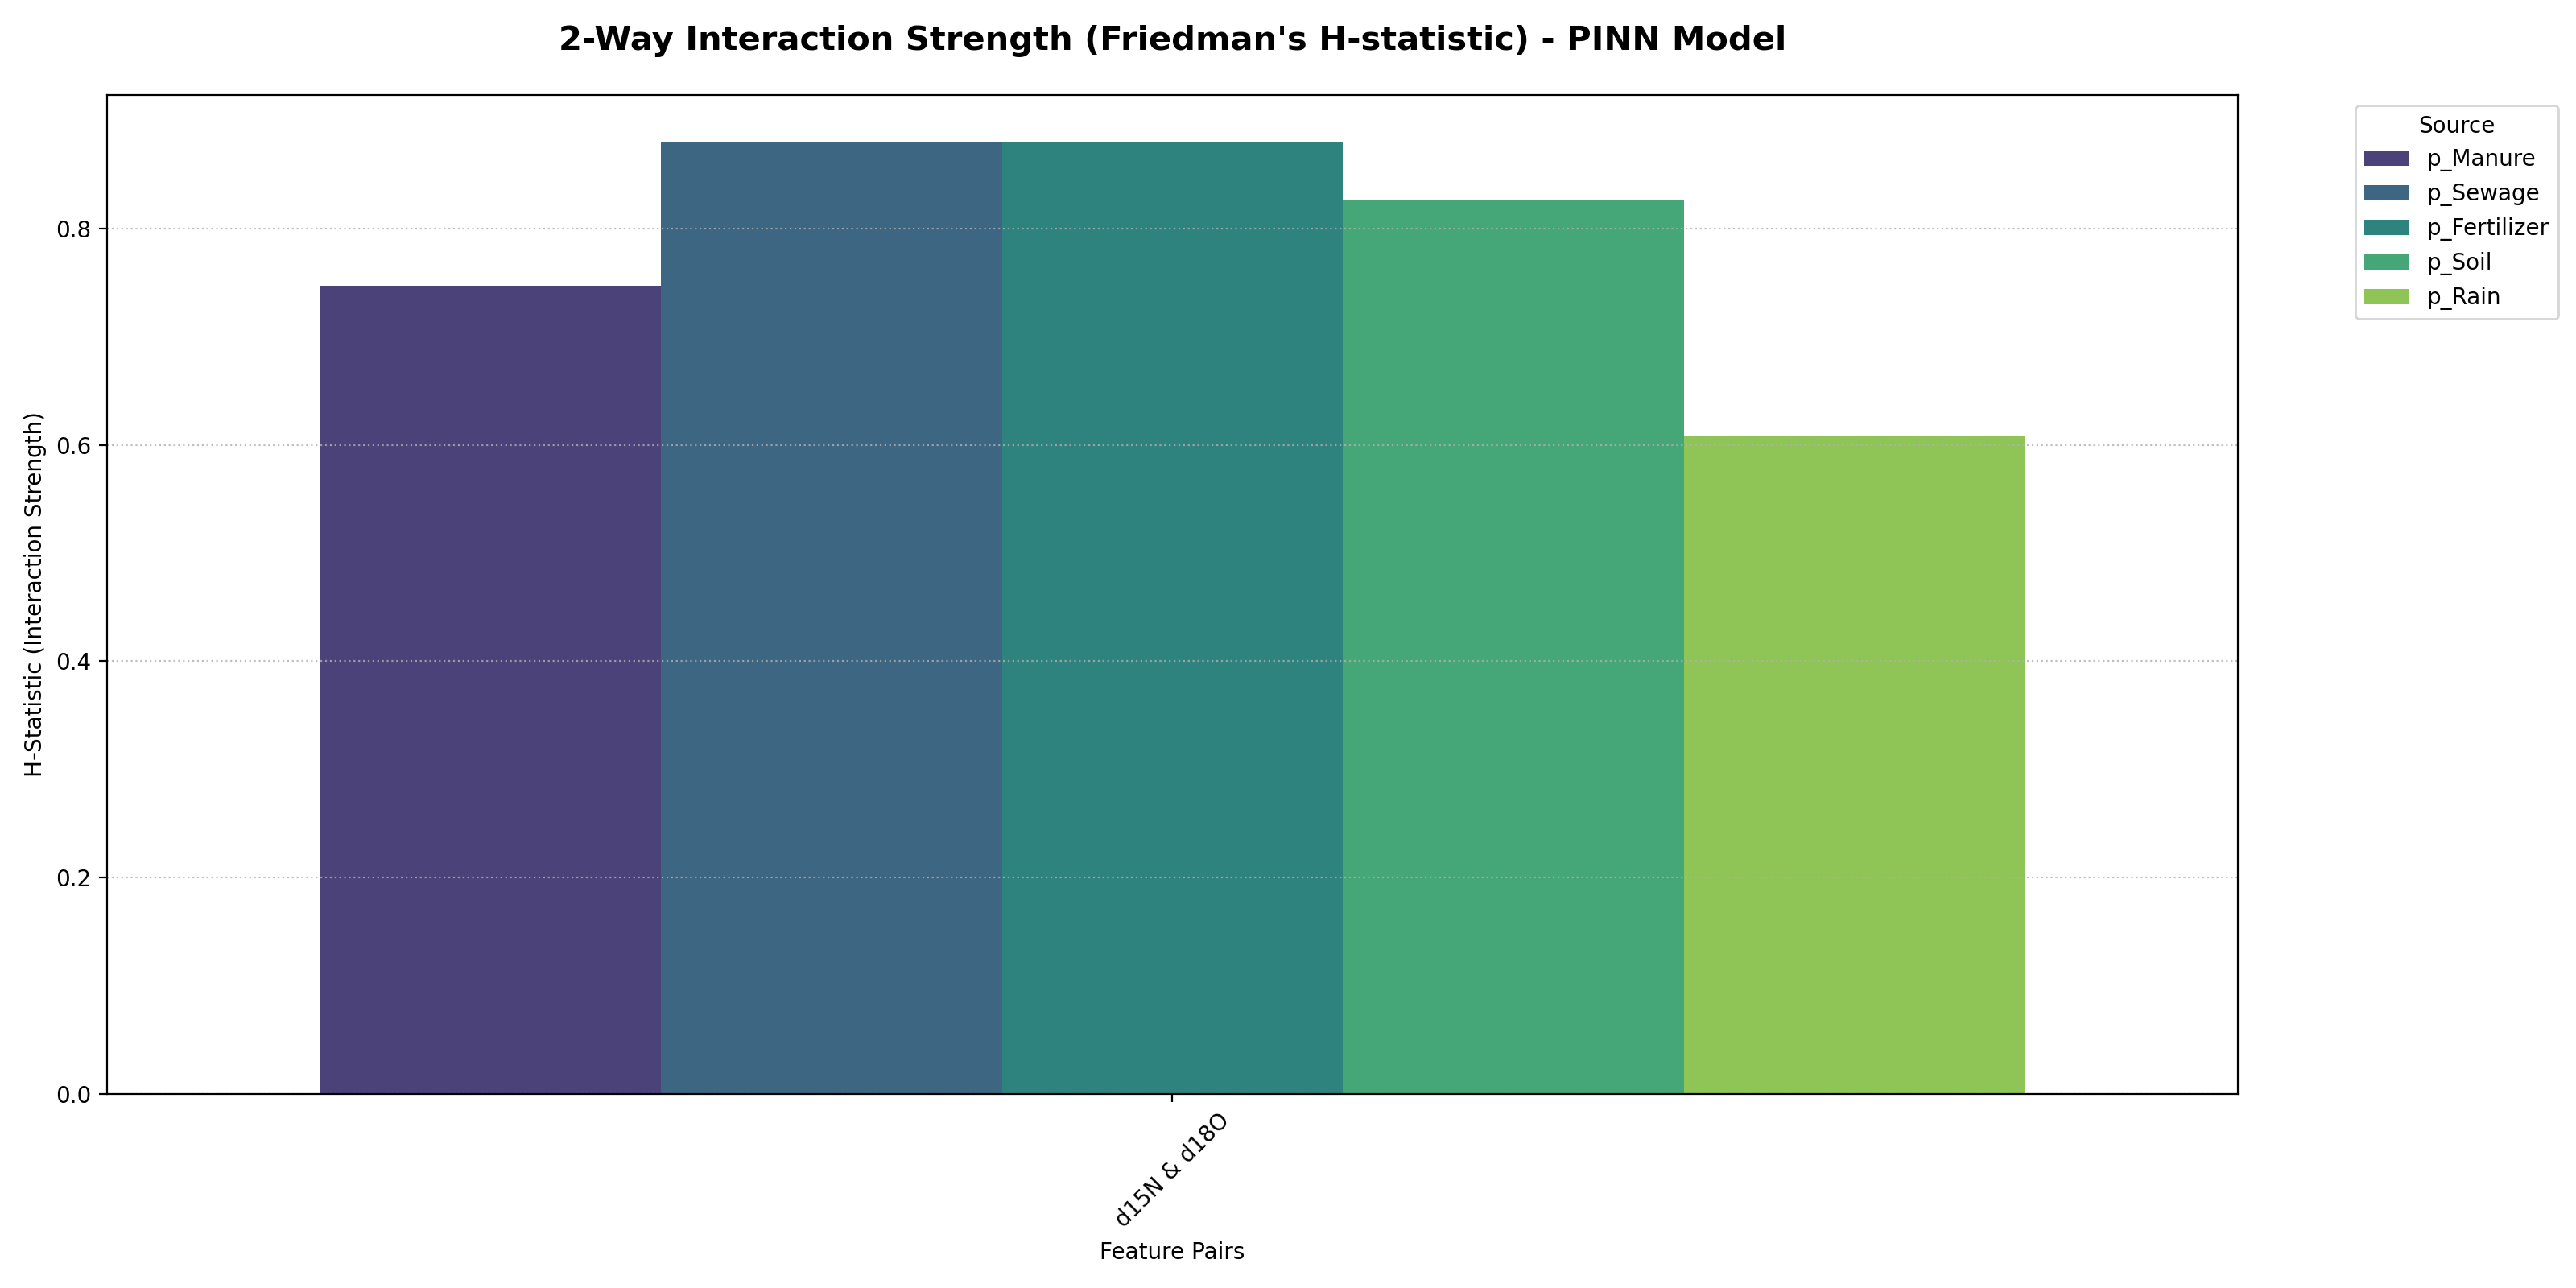 2-Way Interaction Strength (Friedman's H-statistic) - PINN Model
H-Statistic (Interaction Strength)
0.8
0.6
0.4
0.2
0.0
d15N & d18O
Feature Pairs
Source
p_Manure
p_Sewage
p_Fertilizer
p_Soil
p_Rain